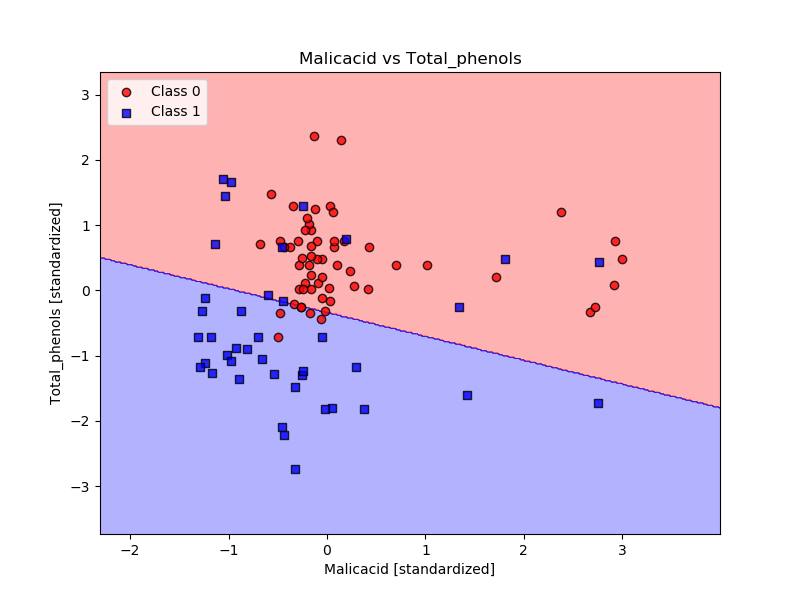 Malicacid vs Total_phenols
Class 0
Class 1
3
2
1
0
−1
−2
−3
Total_phenols [standardized]
−2
−1
0
1
2
3
Malicacid [standardized]